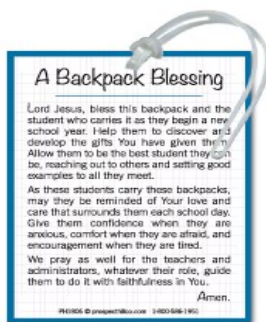 A Backpack Blessing
Lord Jesus, bless this backpack and the
student who carries it as they begin a new
school year. Help them to discover and
develop the gifts You have given them.
Allow them to be the best student they can
be, reaching out to others and setting good
examples to all they meet.
As these students carry these backpacks,
may they be reminded of Your love and
care that surrounds them each school day.
Give them confidence when they are
anxious, comfort when they are afraid, and
encouragement when they are tired.
We pray as well for the teachers and
administrators, whatever their role, guide
them to do it with faithfulness in You.
Amen.
© prospecthillco.com 1-800-586-1951